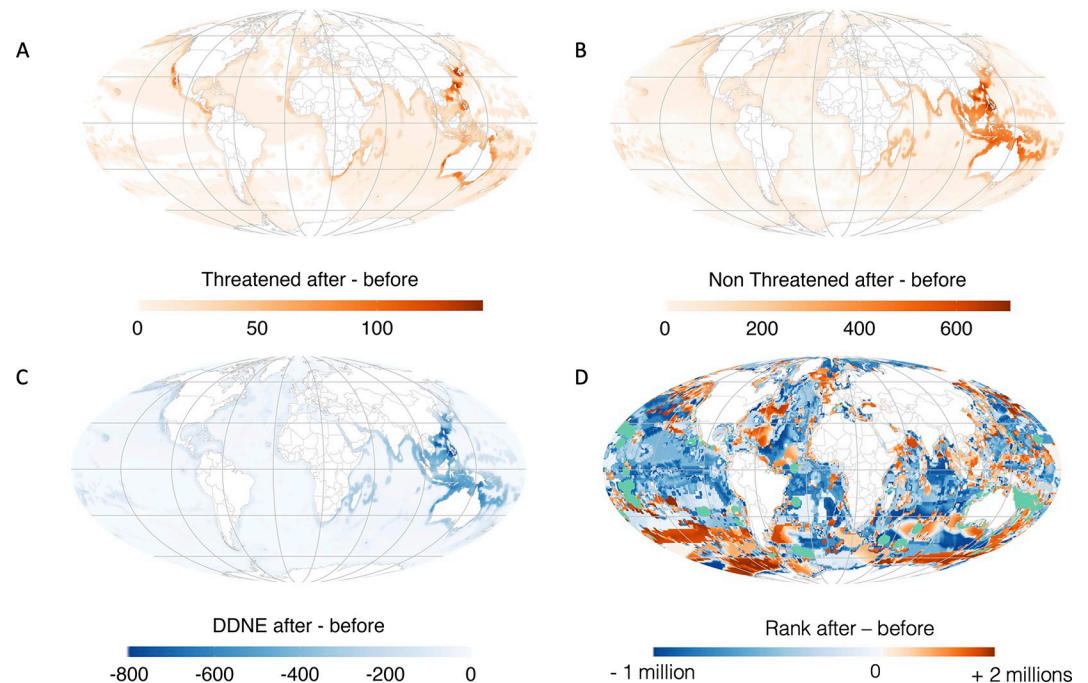 A
B
Threatened after - before
0 50 100
Non Threatened after - before
0 200 400 600
C
D
DDNE after - before
-800 -600 -400 -200 0
Rank after – before
- 1 million 0 + 2 millions